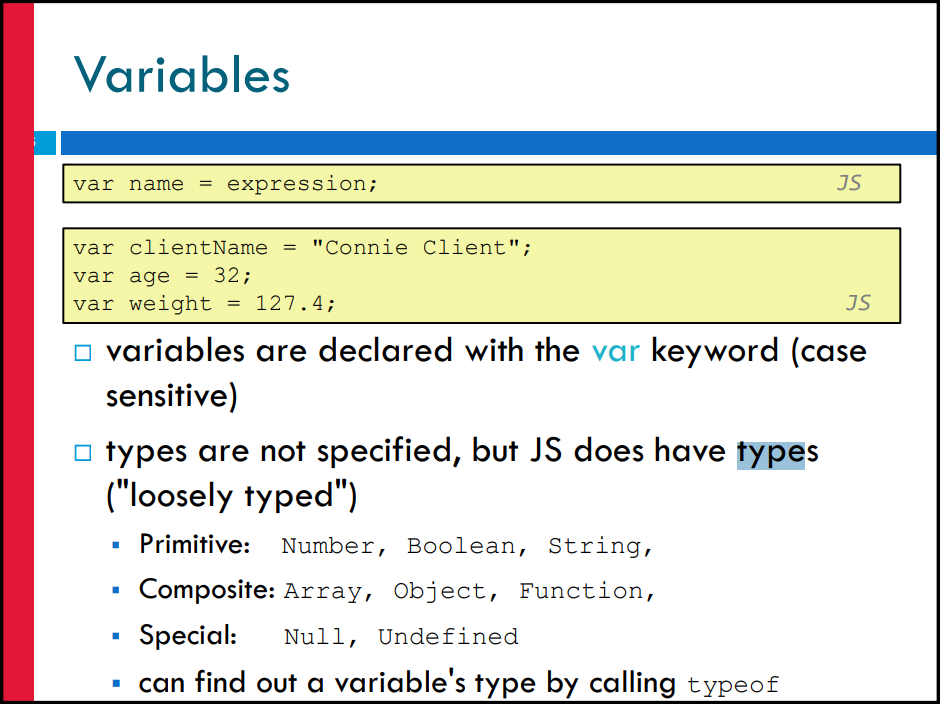 Variables
var name = expression; JS
var clientName = "Connie Client";
var age = 32;
var weight = 127.4; JS
variables are declared with the var keyword (case
sensitive)
types are not specified, but JS does have types
("loosely typed")
Primitive: Number, Boolean, String,
Composite: Array, Object, Function,
Special: Null, Undefined
can find out a variable's type by calling typeof